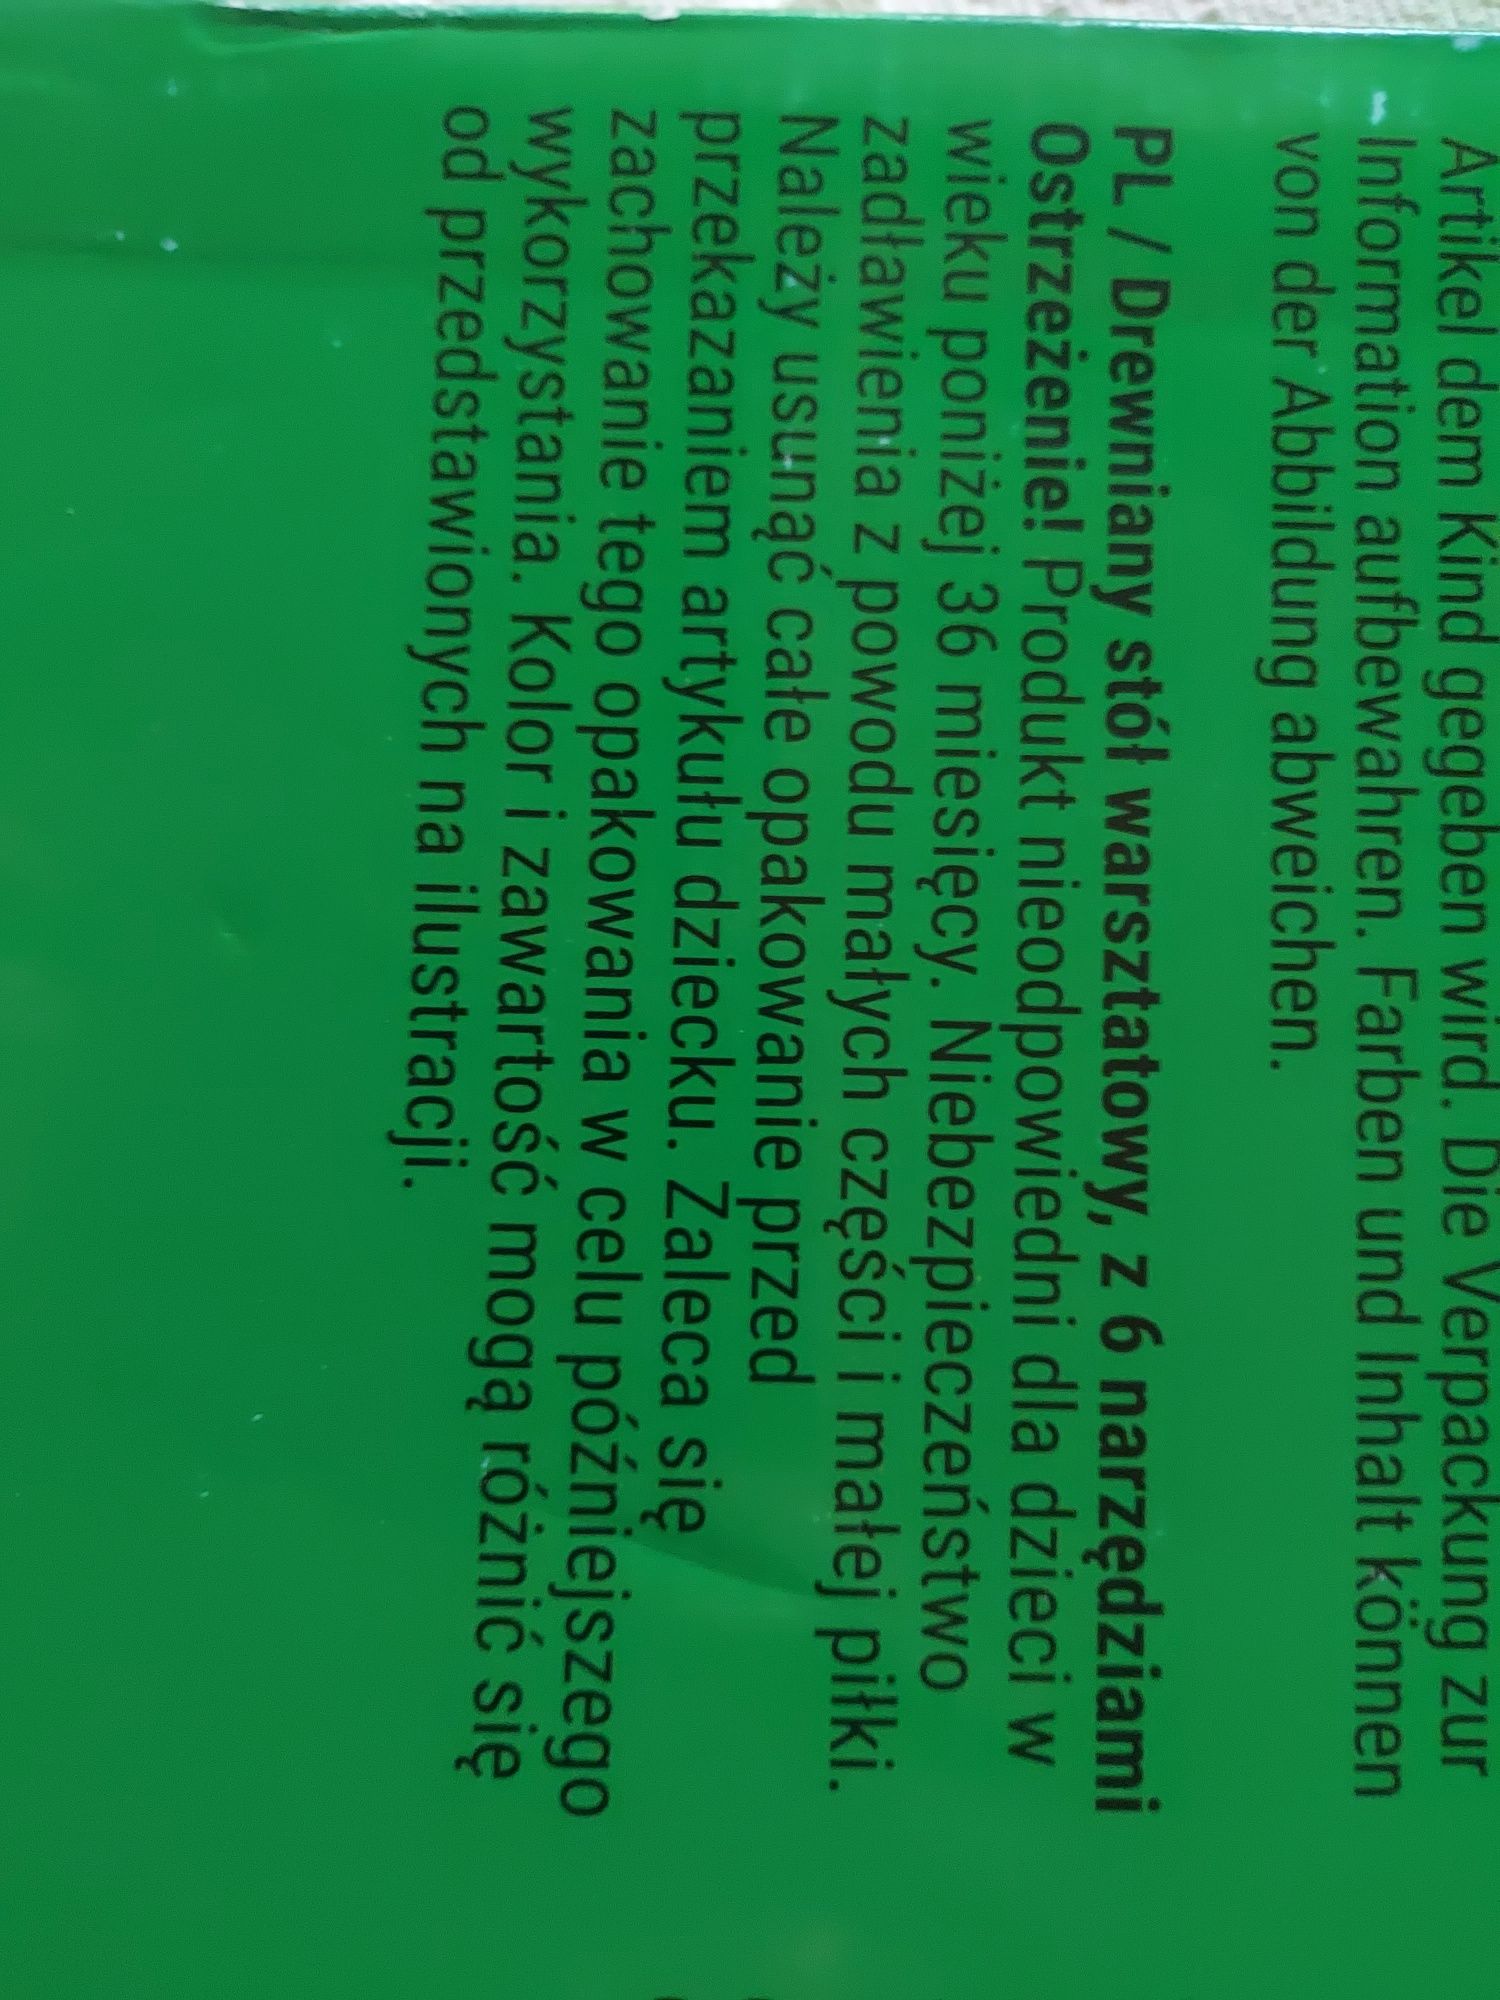 Artikel dem Kind gegeben wird. Die Verpackung zur
Information aufbewahren. Farben und Inhalt können
von der Abbildung abweichen.
PL / Drewniany stół warsztatowy, z 6 narzędziami
Ostrzeżenie! Produkt nieodpowiedni dla dzieci w
wieku poniżej 36 miesięcy. Niebezpieczeństwo
zadławienia z powodu małych części i małej piłki.
Należy usunąć całe opakowanie przed
przekazaniem artykułu dziecku. Zaleca się
zachowanie tego opakowania w celu późniejszego
wykorzystania. Kolor i zawartość mogą różnić się
od przedstawionych na ilustracji.